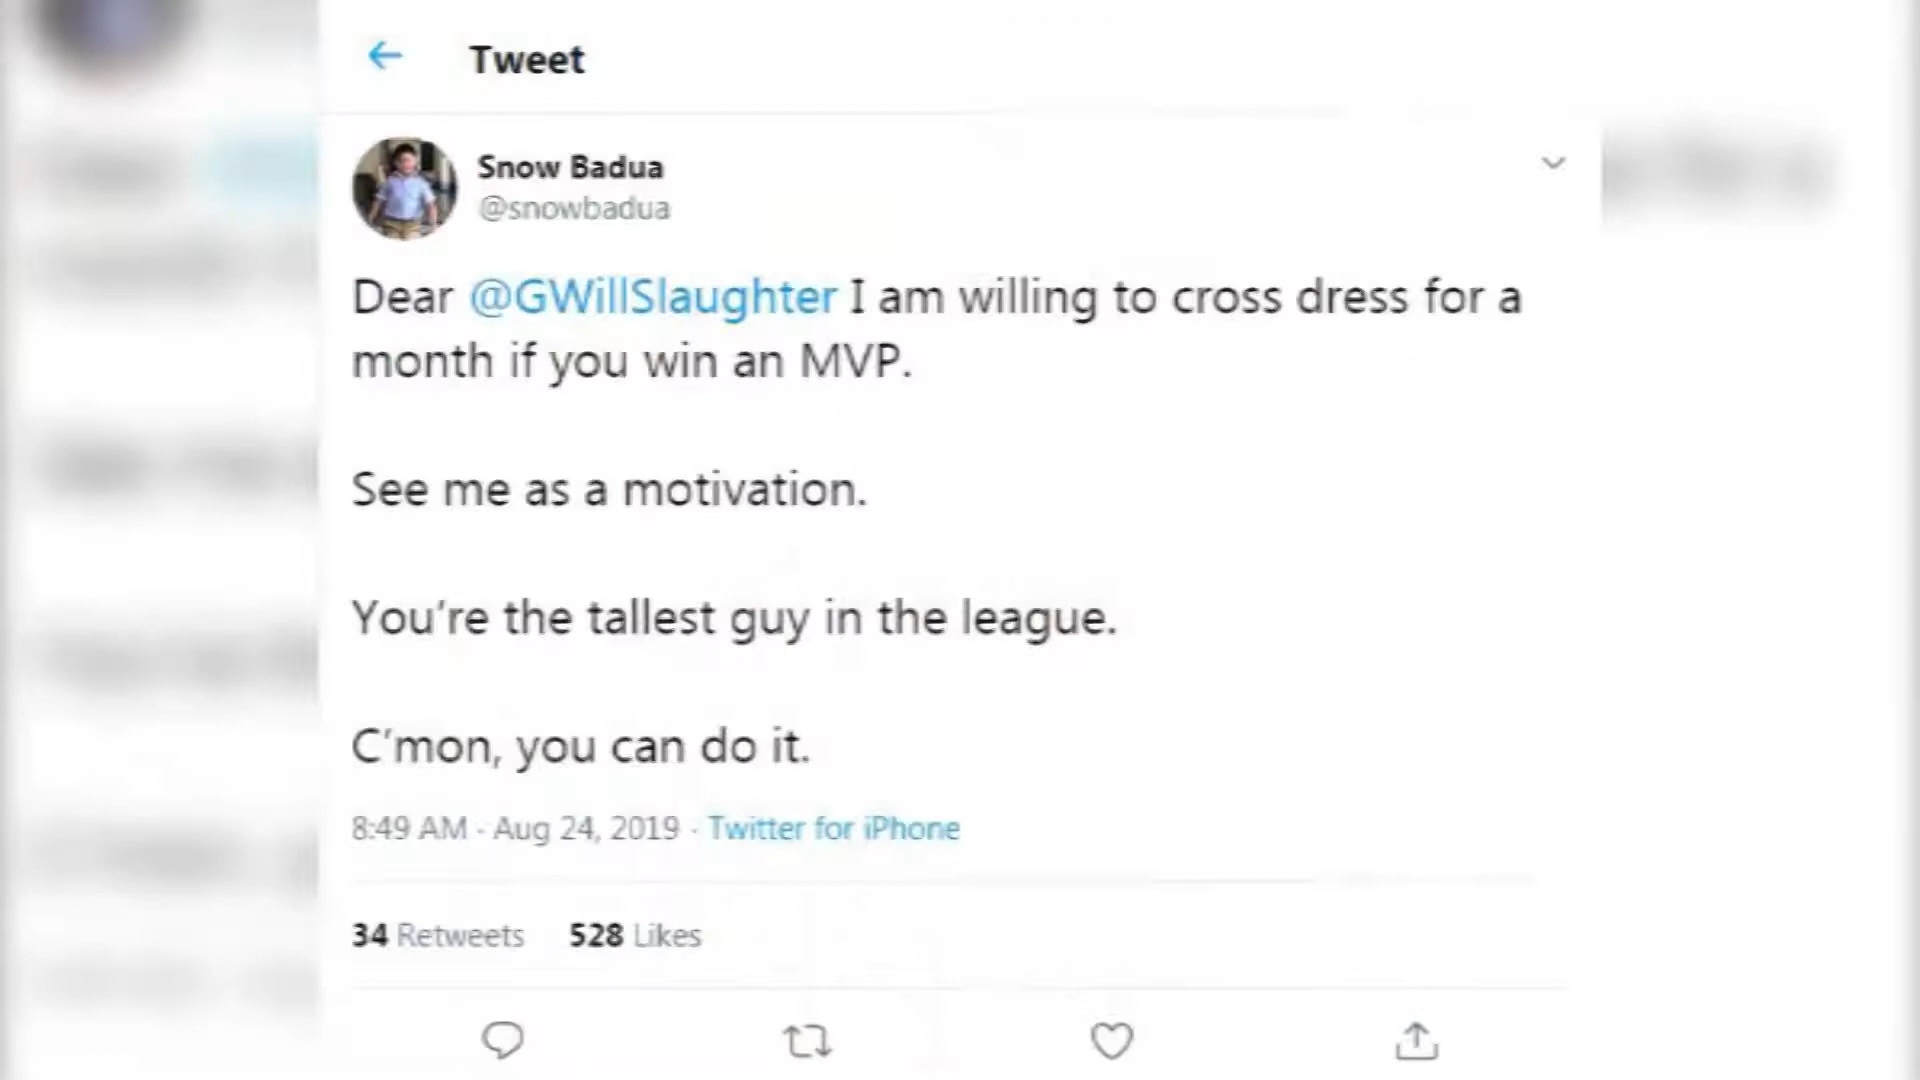 Tweet
Snow Badua
@snowbadua
Dear @GWillSlaughter I am willing to cross dress for a
month if you win an MVP.
See me as a motivation.
You're the tallest guy in the league.
C'mon, you can do it.
8:49 AM · Aug 24, 2019 · Twitter for iPhone
34 Retweets 528 Likes